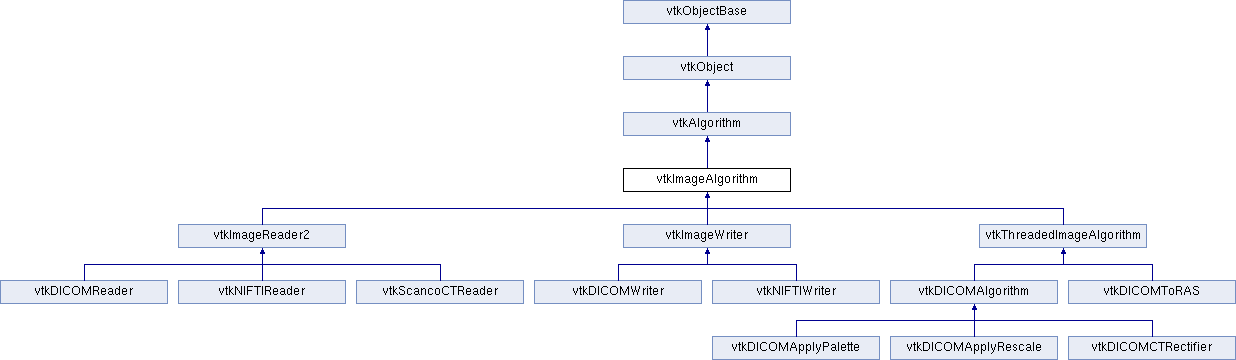 vtkObjectBase
vtkObject
vtkAlgorithm
vtkImageAlgorithm
vtkImageReader2
vtkImageWriter
vtkThreadedImageAlgorithm
vtkDICOMReader
vtkNIFTIReader
vtkScancoCTReader
vtkDICOMWriter
vtkNIFTIWriter
vtkDICOMAlgorithm
vtkDICOMToRAS
vtkDICOMApplyPalette
vtkDICOMApplyRescale
vtkDICOMCTRectifier